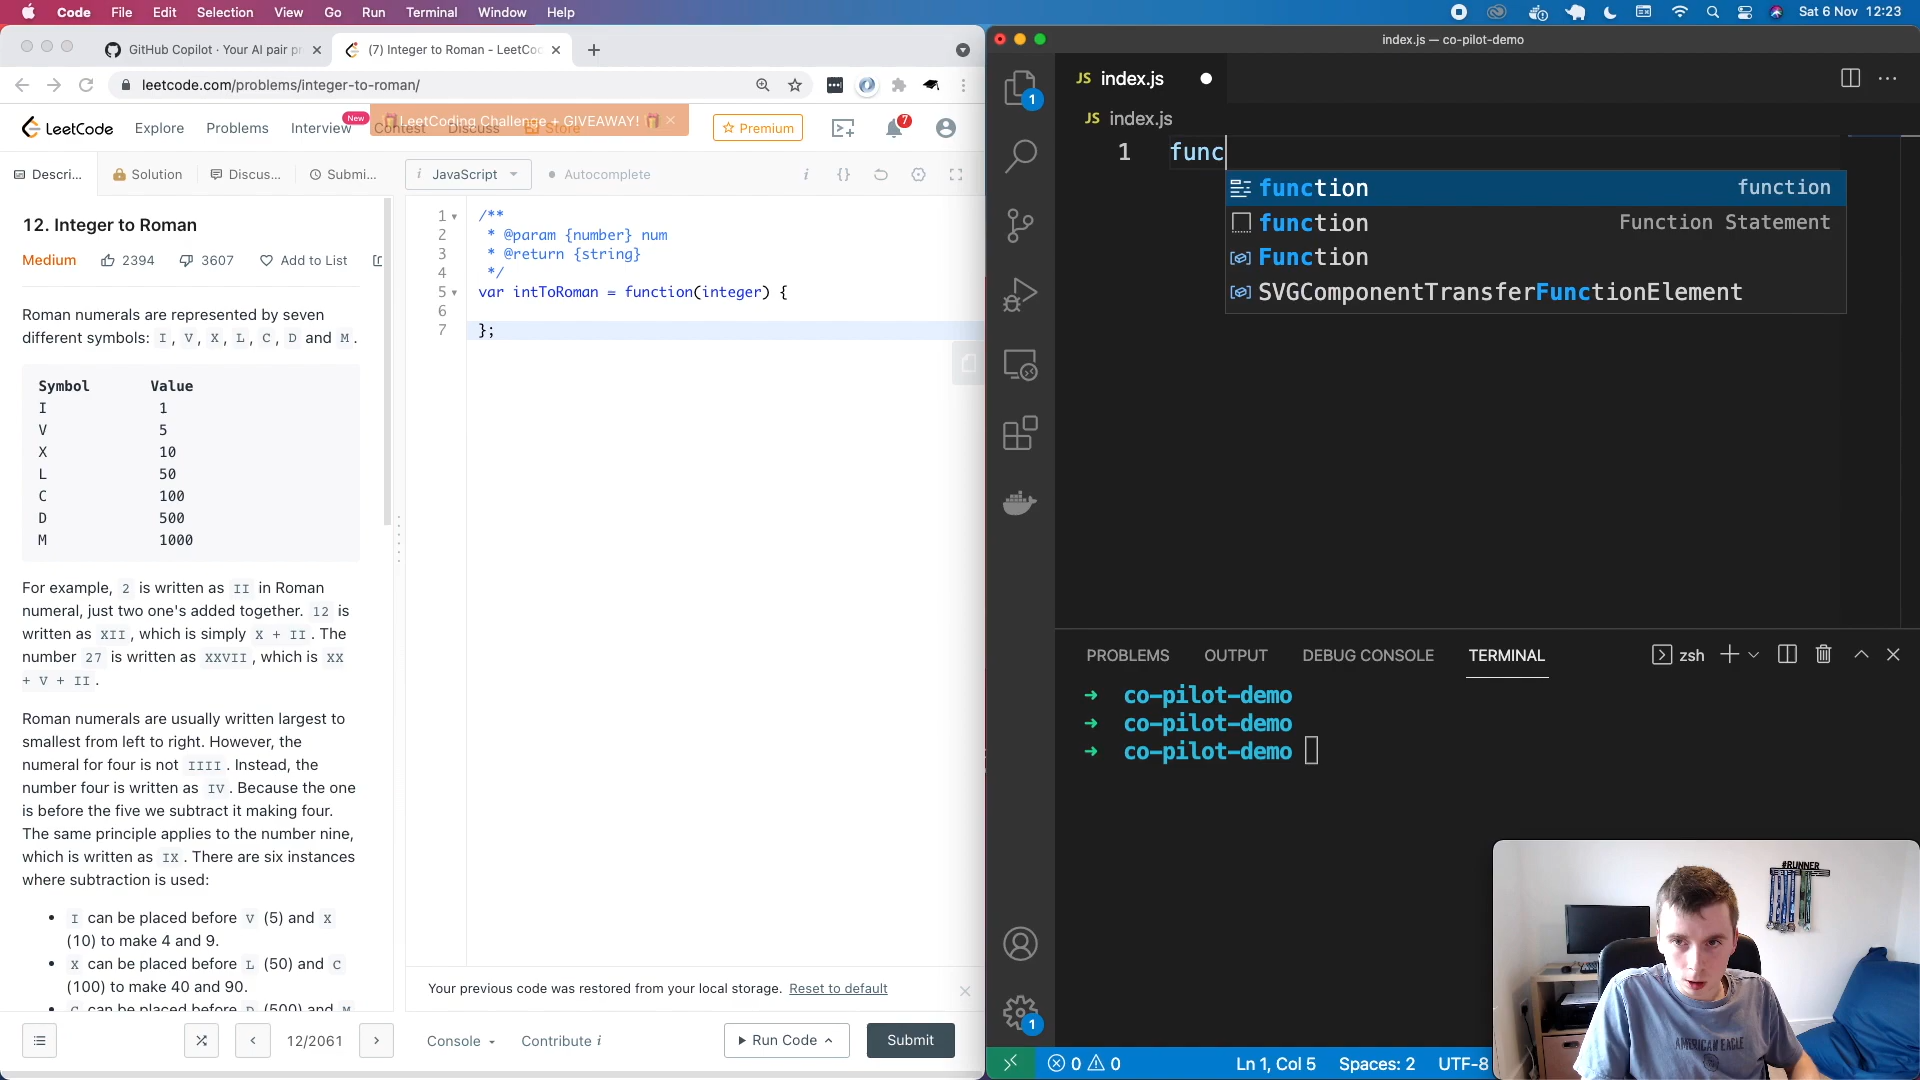 Code File Edit Selection View Go Run Terminal Window Help
Sat 6 Nov 12:23
GitHub Copilot · Your AI pair pr
(7) Integer to Roman - LeetCod
leetcode.com/problems/integer-to-roman/
LeetCode Explore Problems Interview New Contest Discuss Store
LeetCoding Challenge + GIVEAWAY!
Premium
7
Descri...
Solution
Discus...
Submi...
i JavaScript
Autocomplete
i {}
12. Integer to Roman
Medium 2394 3607 Add to List
Roman numerals are represented by seven
different symbols: I, V, X, L, C, D and M.
Symbol Value
I 1
V 5
X 10
L 50
C 100
D 500
M 1000
For example, 2 is written as II in Roman
numeral, just two one's added together. 12 is
written as XII, which is simply X + II. The
number 27 is written as XXVII, which is XX
+ V + II.
Roman numerals are usually written largest to
smallest from left to right. However, the
numeral for four is not IIII. Instead, the
number four is written as IV. Because the one
is before the five we subtract it making four.
The same principle applies to the number nine,
which is written as IX. There are six instances
where subtraction is used:
• I can be placed before V (5) and X
(10) to make 4 and 9.
• X can be placed before L (50) and C
(100) to make 40 and 90.
• C can be placed before D (500) and M
12/2061
1 /**
2 * @param {number} num
3 * @return {string}
4 */
5 var intToRoman = function(integer) {
6
7 };
Your previous code was restored from your local storage. Reset to default
Console
Contribute i
Run Code
Submit
index.js — co-pilot-demo
JS index.js
JS index.js
1
1 func
function function
function Function Statement
Function
SVGComponentTransferFunctionElement
PROBLEMS OUTPUT DEBUG CONSOLE TERMINAL
zsh
→ co-pilot-demo
→ co-pilot-demo
→ co-pilot-demo
1
0 0
Ln 1, Col 5 Spaces: 2 UTF-8
#RUNNER
AMERICAN EAGLE